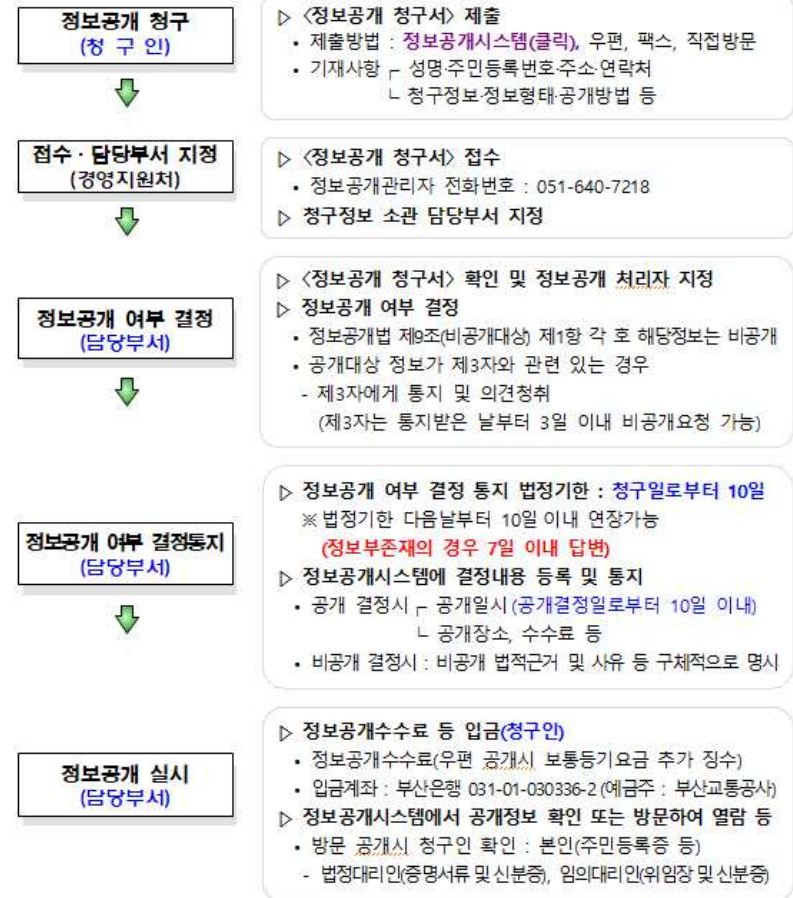 정보공개 청구
(청 구 인)
▷ 〈정보공개 청구서〉 제출
• 제출방법 : 정보공개시스템(클릭), 우편, 팩스, 직접방문
• 기재사항 ┌ 성명·주민등록번호·주소·연락처
└ 청구정보·정보형태·공개방법 등
접수 · 담당부서 지정
(경영지원처)
▷ 〈정보공개 청구서〉 접수
• 정보공개관리자 전화번호 : 051-640-7218
▷ 청구정보 소관 담당부서 지정
정보공개 여부 결정
(담당부서)
▷ 〈정보공개 청구서〉 확인 및 정보공개 처리자 지정
▷ 정보공개 여부 결정
• 정보공개법 제9조(비공개대상) 제1항 각 호 해당정보는 비공개
• 공개대상 정보가 제3자와 관련 있는 경우
- 제3자에게 통지 및 의견청취
(제3자는 통지받은 날부터 3일 이내 비공개요청 가능)
정보공개 여부 결정통지
(담당부서)
▷ 정보공개 여부 결정 통지 법정기한 : 청구일로부터 10일
※ 법정기한 다음날부터 10일 이내 연장가능
(정보부존재의 경우 7일 이내 답변)
▷ 정보공개시스템에 결정내용 등록 및 통지
• 공개 결정시 ┌ 공개일시 (공개결정일로부터 10일 이내)
└ 공개장소, 수수료 등
• 비공개 결정시 : 비공개 법적근거 및 사유 등 구체적으로 명시
정보공개 실시
(담당부서)
▷ 정보공개수수료 등 입금(청구인)
• 정보공개수수료(우편 공개시 보통등기요금 추가 징수)
• 입금계좌 : 부산은행 031-01-030336-2 (예금주 : 부산교통공사)
▷ 정보공개시스템에서 공개정보 확인 또는 방문하여 열람 등
• 방문 공개시 청구인 확인 : 본인(주민등록증 등)
- 법정대리인(증명서류 및 신분증), 임의대리인(위임장 및 신분증)